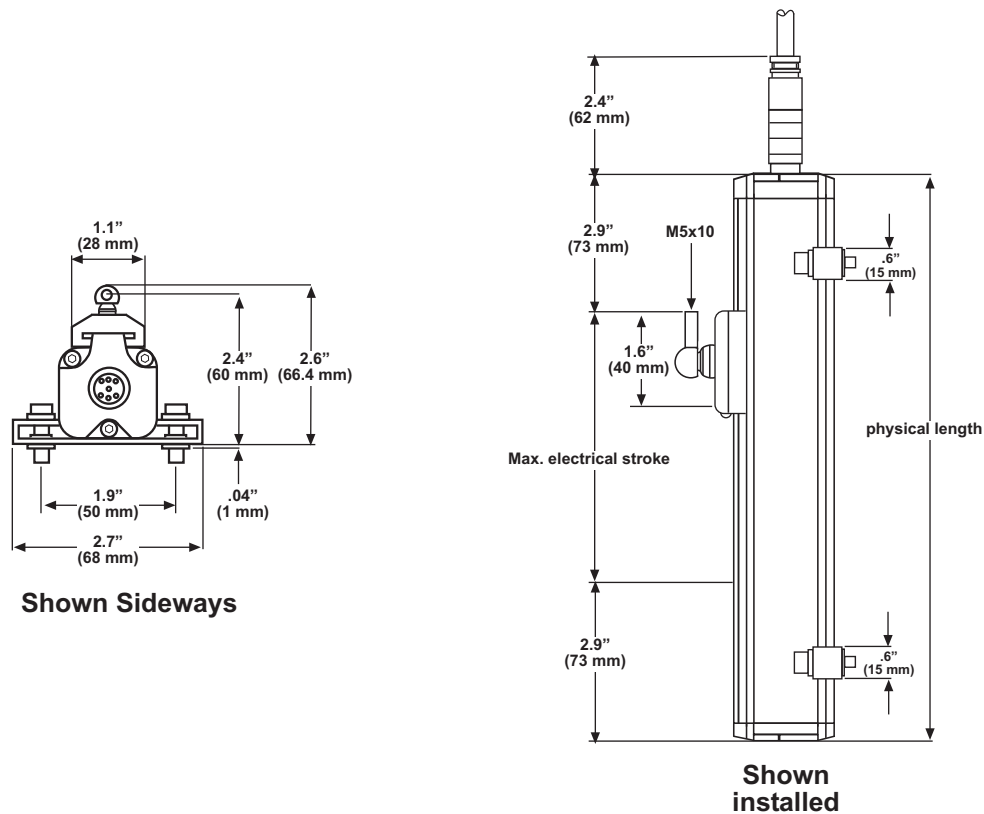 1.1”
(28 mm)
2.4”
(60 mm)
2.6”
(66.4 mm)
1.9”
(50 mm)
.04”
(1 mm)
2.7”
(68 mm)
Shown Sideways
2.4”
(62 mm)
2.9”
(73 mm)
M5x10
.6”
(15 mm)
1.6”
(40 mm)
physical length
Max. electrical stroke
2.9”
(73 mm)
.6”
(15 mm)
Shown
installed